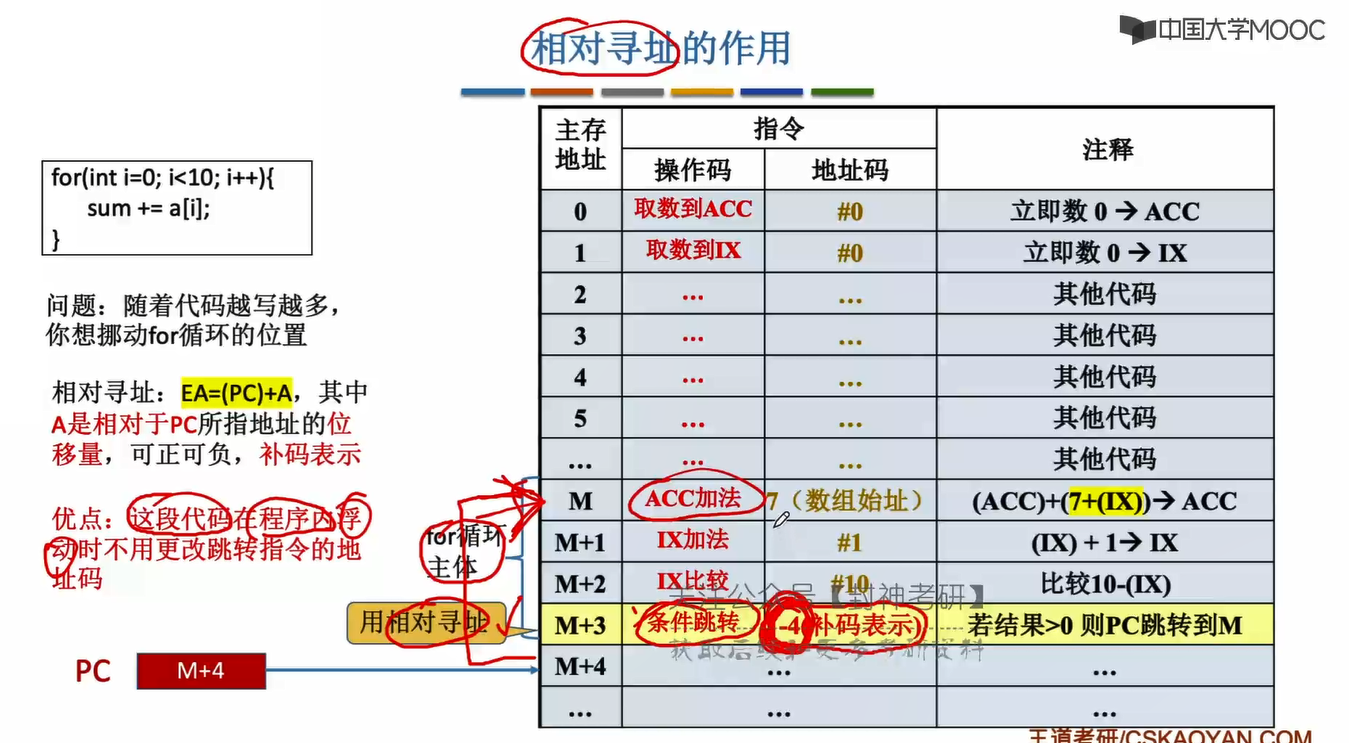 中国大学MOOC
相对寻址的作用
for(int i=0; i<10; i++){
sum += a[i];
}
问题：随着代码越写越多，
你想挪动for循环的位置
相对寻址：EA=(PC)+A，其中
A是相对于PC所指地址的位
移量，可正可负，补码表示
优点：这段代码在程序内浮
动时不用更改跳转指令的地
址码
for循环
主体
用相对寻址
PC M+4
主存地址 指令 注释
操作码 地址码
0 取数到ACC #0 立即数 0 → ACC
1 取数到IX #0 立即数 0 → IX
2 … … 其他代码
3 … … 其他代码
4 … … 其他代码
5 … … 其他代码
… … … 其他代码
M ACC加法 7（数组始址） (ACC)+(7+(IX))→ ACC
M+1 IX加法 #1 (IX) + 1→ IX
M+2 IX比较 #10 比较10-(IX)
M+3 条件跳转 -4(补码表示) 若结果>0 则PC跳转到M
M+4 … …
… … …
关注公众号【封神考研】
获取后续和更多考研资料
王道考研/CSKAOYAN.COM